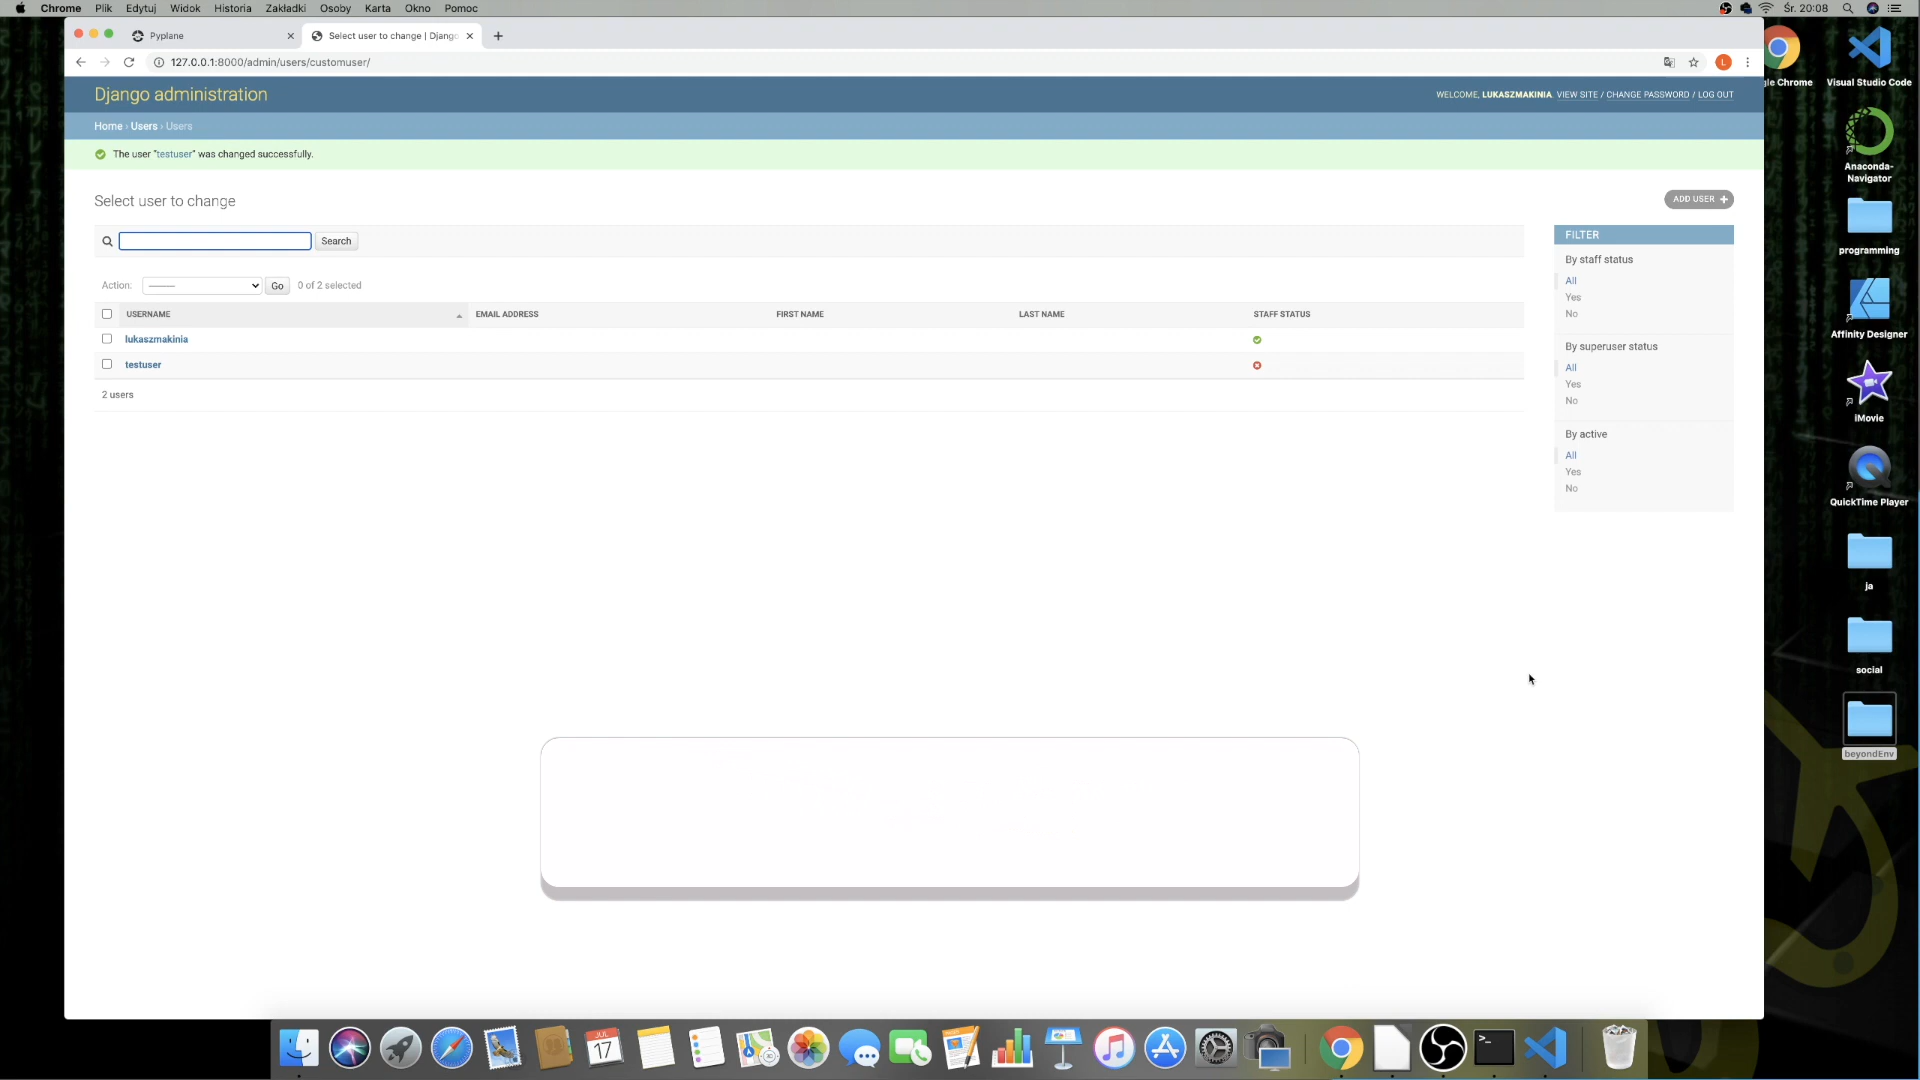 Chrome Plik Edytuj Widok Historia Zakładki Osoby Karta Okno Pomoc
Śr. 20:08
Pyplane
Select user to change | Django
L
127.0.0.1:8000/admin/users/customuser/
Django administration
WELCOME, LUKASZMAKINIA. VIEW SITE / CHANGE PASSWORD / LOG OUT
Home › Users › Users
The user "testuser" was changed successfully.
Select user to change
ADD USER +
Search
Action: --------- Go 0 of 2 selected
USERNAME EMAIL ADDRESS FIRST NAME LAST NAME STAFF STATUS
lukaszmakinia
testuser
2 users
FILTER
By staff status
All
Yes
No
By superuser status
All
Yes
No
By active
All
Yes
No
Visual Studio Code
Anaconda-
Navigator
programming
Affinity Designer
iMovie
QuickTime Player
ja
social
beyondEnv
JUL
17